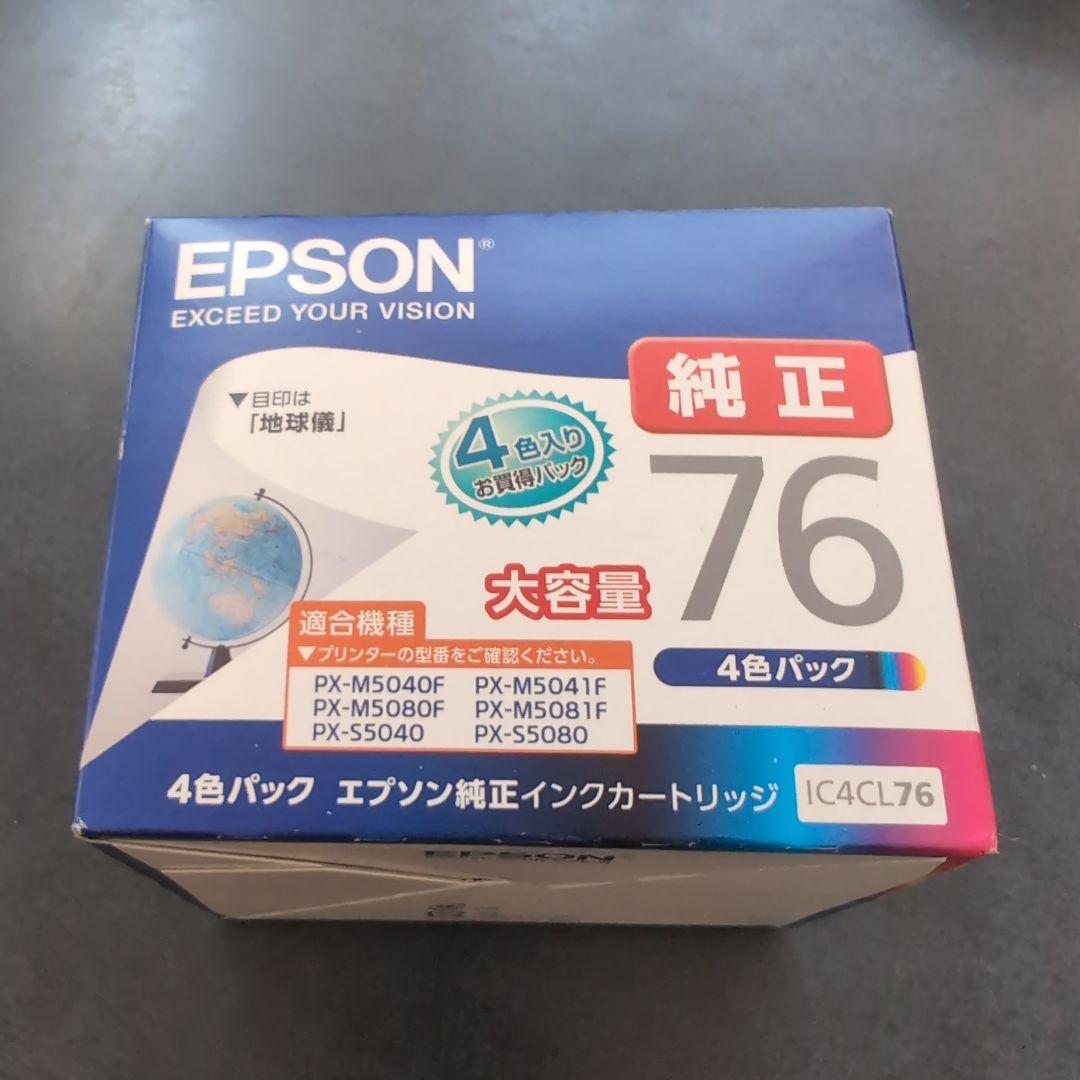 EPSON®
EXCEED YOUR VISION
純正
▼目印は
「地球儀」
4色入り
お買得パック
76
大容量
4色パック
適合機種
▼プリンターの型番をご確認ください。
PX-M5040F PX-M5041F
PX-M5080F PX-M5081F
PX-S5040 PX-S5080
4色パック エプソン純正インクカートリッジ IC4CL76
EPSON